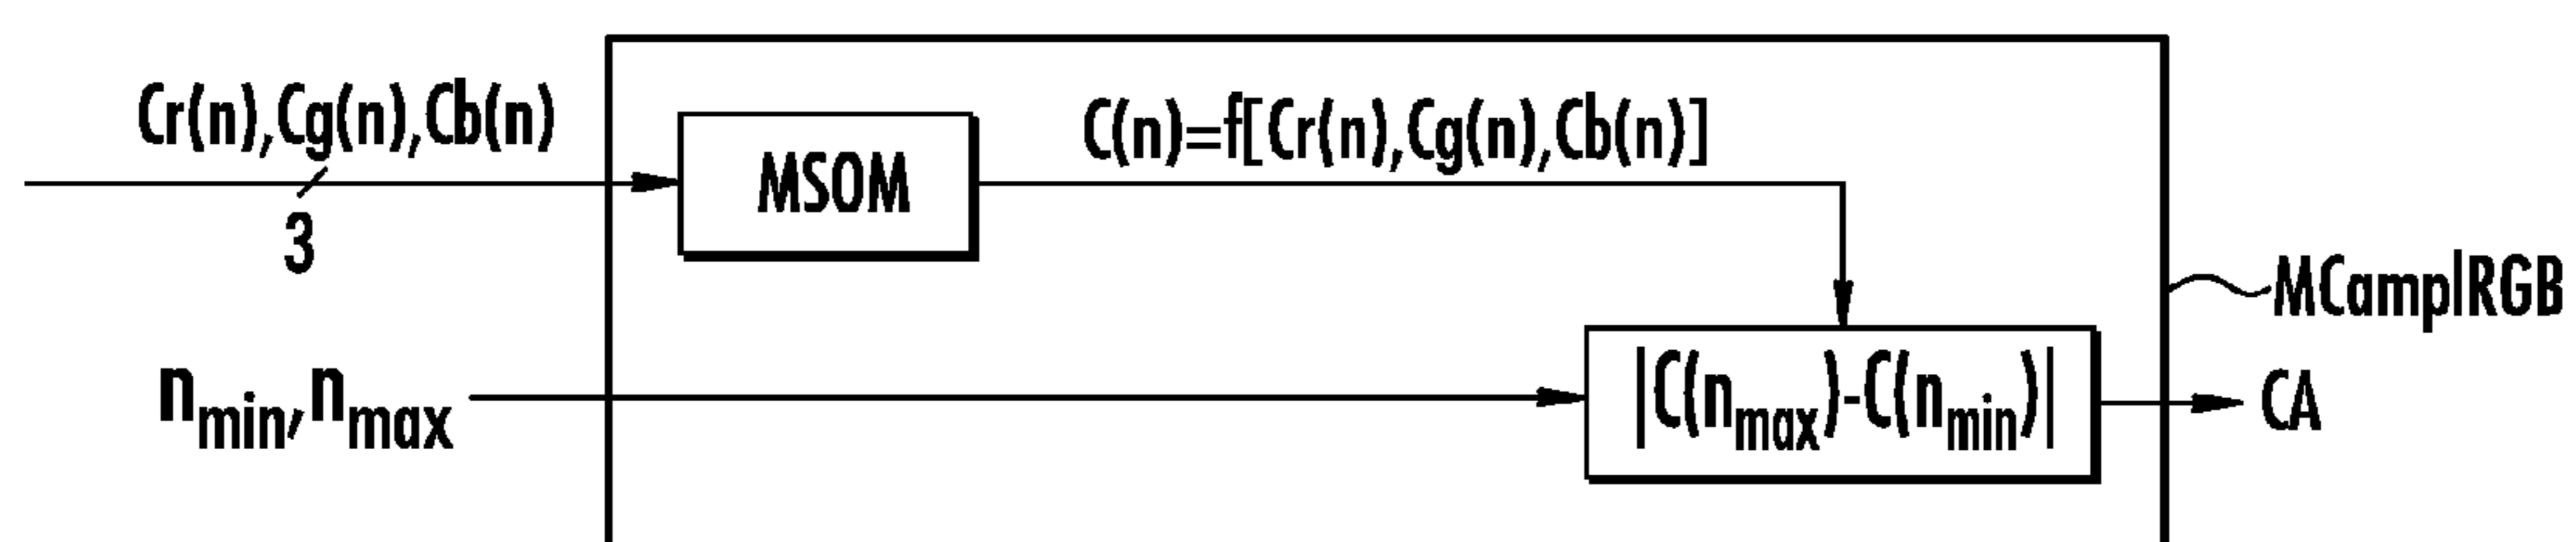 Cr(n),Cg(n),Cb(n)
3
MSOM
C(n)=f[Cr(n),Cg(n),Cb(n)]
MCamplRGB
nmin,nmax
|C(nmax)-C(nmin)|
CA